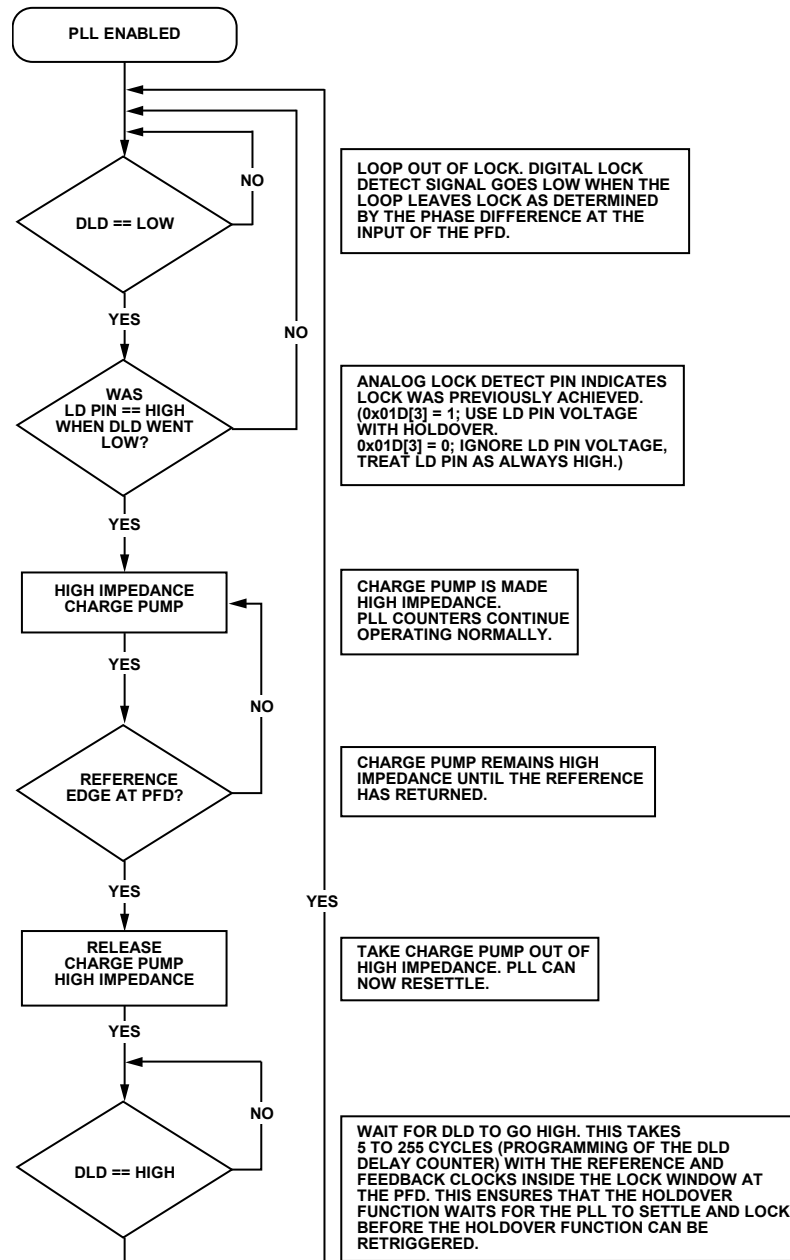 PLL ENABLED
NO
LOOP OUT OF LOCK. DIGITAL LOCK
DETECT SIGNAL GOES LOW WHEN THE
LOOP LEAVES LOCK AS DETERMINED
BY THE PHASE DIFFERENCE AT THE
INPUT OF THE PFD.
DLD == LOW
YES
NO
WAS
LD PIN == HIGH
WHEN DLD WENT
LOW?
ANALOG LOCK DETECT PIN INDICATES
LOCK WAS PREVIOUSLY ACHIEVED.
(0x01D[3] = 1; USE LD PIN VOLTAGE
WITH HOLDOVER.
0x01D[3] = 0; IGNORE LD PIN VOLTAGE,
TREAT LD PIN AS ALWAYS HIGH.)
YES
HIGH IMPEDANCE
CHARGE PUMP
CHARGE PUMP IS MADE
HIGH IMPEDANCE.
PLL COUNTERS CONTINUE
OPERATING NORMALLY.
YES
NO
REFERENCE
EDGE AT PFD?
CHARGE PUMP REMAINS HIGH
IMPEDANCE UNTIL THE REFERENCE
HAS RETURNED.
YES
YES
RELEASE
CHARGE PUMP
HIGH IMPEDANCE
TAKE CHARGE PUMP OUT OF
HIGH IMPEDANCE. PLL CAN
NOW RESETTLE.
YES
NO
DLD == HIGH
WAIT FOR DLD TO GO HIGH. THIS TAKES
5 TO 255 CYCLES (PROGRAMMING OF THE DLD
DELAY COUNTER) WITH THE REFERENCE AND
FEEDBACK CLOCKS INSIDE THE LOCK WINDOW AT
THE PFD. THIS ENSURES THAT THE HOLDOVER
FUNCTION WAITS FOR THE PLL TO SETTLE AND LOCK
BEFORE THE HOLDOVER FUNCTION CAN BE
RETRIGGERED.